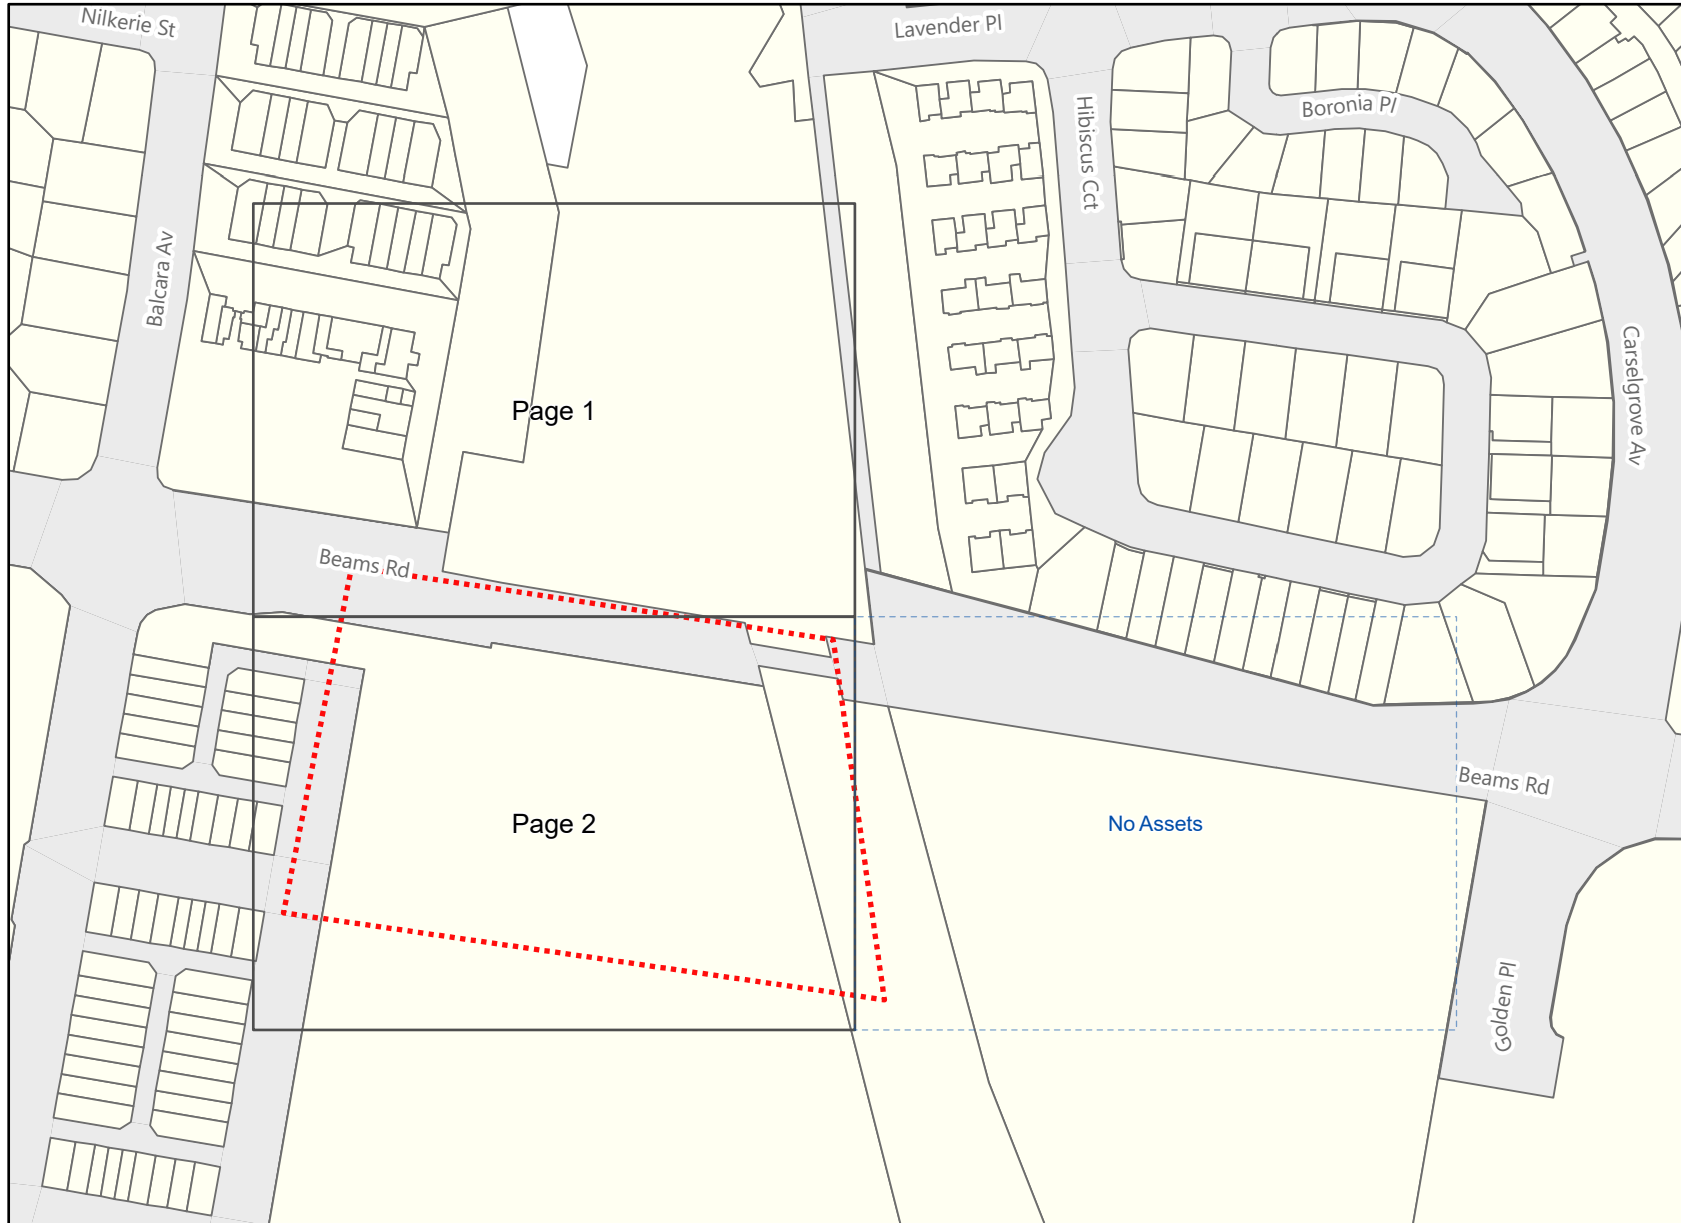 Nilkerie St
Lavender Pl
Boronia Pl
Hibiscus Cct
Balcara Av
Carselgrove Av
Page 1
Beams Rd
Beams Rd
Page 2
No Assets
Golden Pl